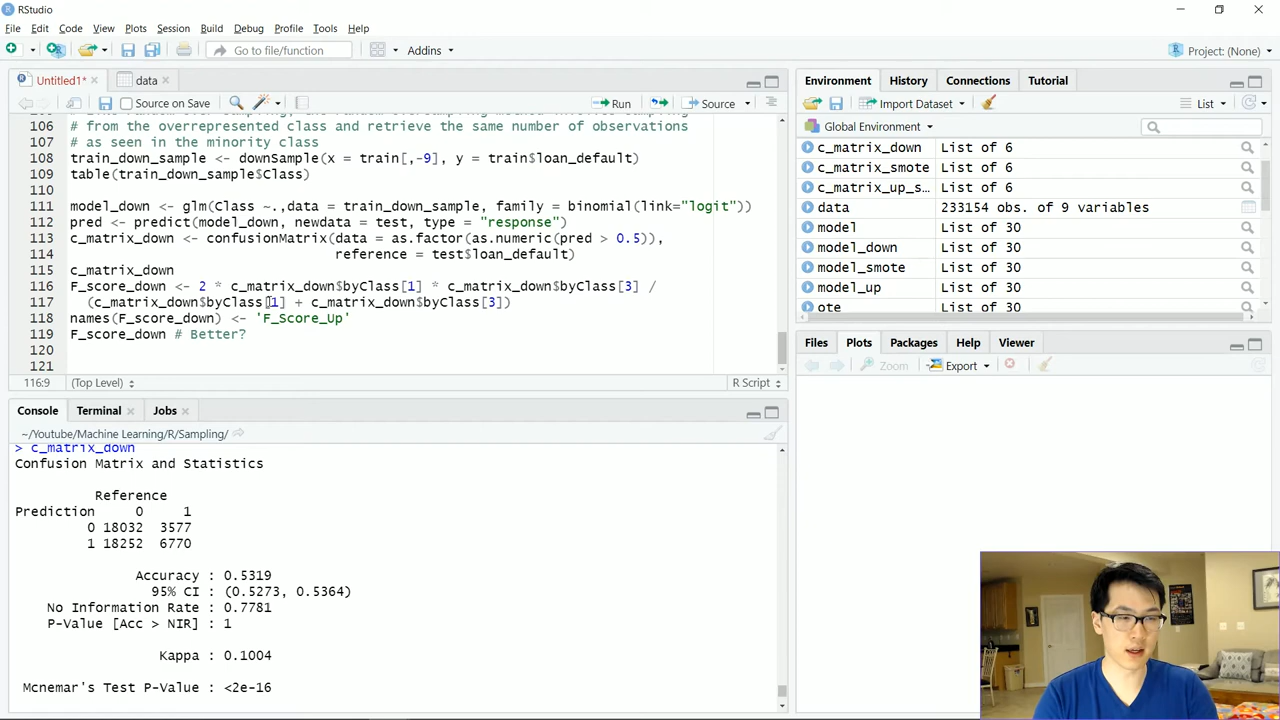 RStudio
File Edit Code View Plots Session Build Debug Profile Tools Help
Go to file/function Addins Project: (None)
Untitled1* data
Source on Save Run Source
106 # from the overrepresented class and retrieve the same number of observations
107 # as seen in the minority class
108 train_down_sample <- downSample(x = train[,-9], y = train$loan_default)
109 table(train_down_sample$Class)
110
111 model_down <- glm(Class ~.,data = train_down_sample, family = binomial(link="logit"))
112 pred <- predict(model_down, newdata = test, type = "response")
113 c_matrix_down <- confusionMatrix(data = as.factor(as.numeric(pred > 0.5)),
114 reference = test$loan_default)
115 c_matrix_down
116 F_score_down <- 2 * c_matrix_down$byClass[1] * c_matrix_down$byClass[3] /
117 (c_matrix_down$byClass[1] + c_matrix_down$byClass[3])
118 names(F_score_down) <- 'F_Score_Up'
119 F_score_down # Better?
120
121
116:9 (Top Level) R Script
Console Terminal Jobs
~/Youtube/Machine Learning/R/Sampling/
> c_matrix_down
Confusion Matrix and Statistics
Reference
Prediction 0 1
0 18032 3577
1 18252 6770
Accuracy : 0.5319
95% CI : (0.5273, 0.5364)
No Information Rate : 0.7781
P-Value [Acc > NIR] : 1
Kappa : 0.1004
Mcnemar's Test P-Value : <2e-16
Environment History Connections Tutorial
Import Dataset List
Global Environment
c_matrix_down List of 6
c_matrix_smote List of 6
c_matrix_up_s... List of 6
data 233154 obs. of 9 variables
model List of 30
model_down List of 30
model_smote List of 30
model_up List of 30
ote List of 30
Files Plots Packages Help Viewer
Zoom Export